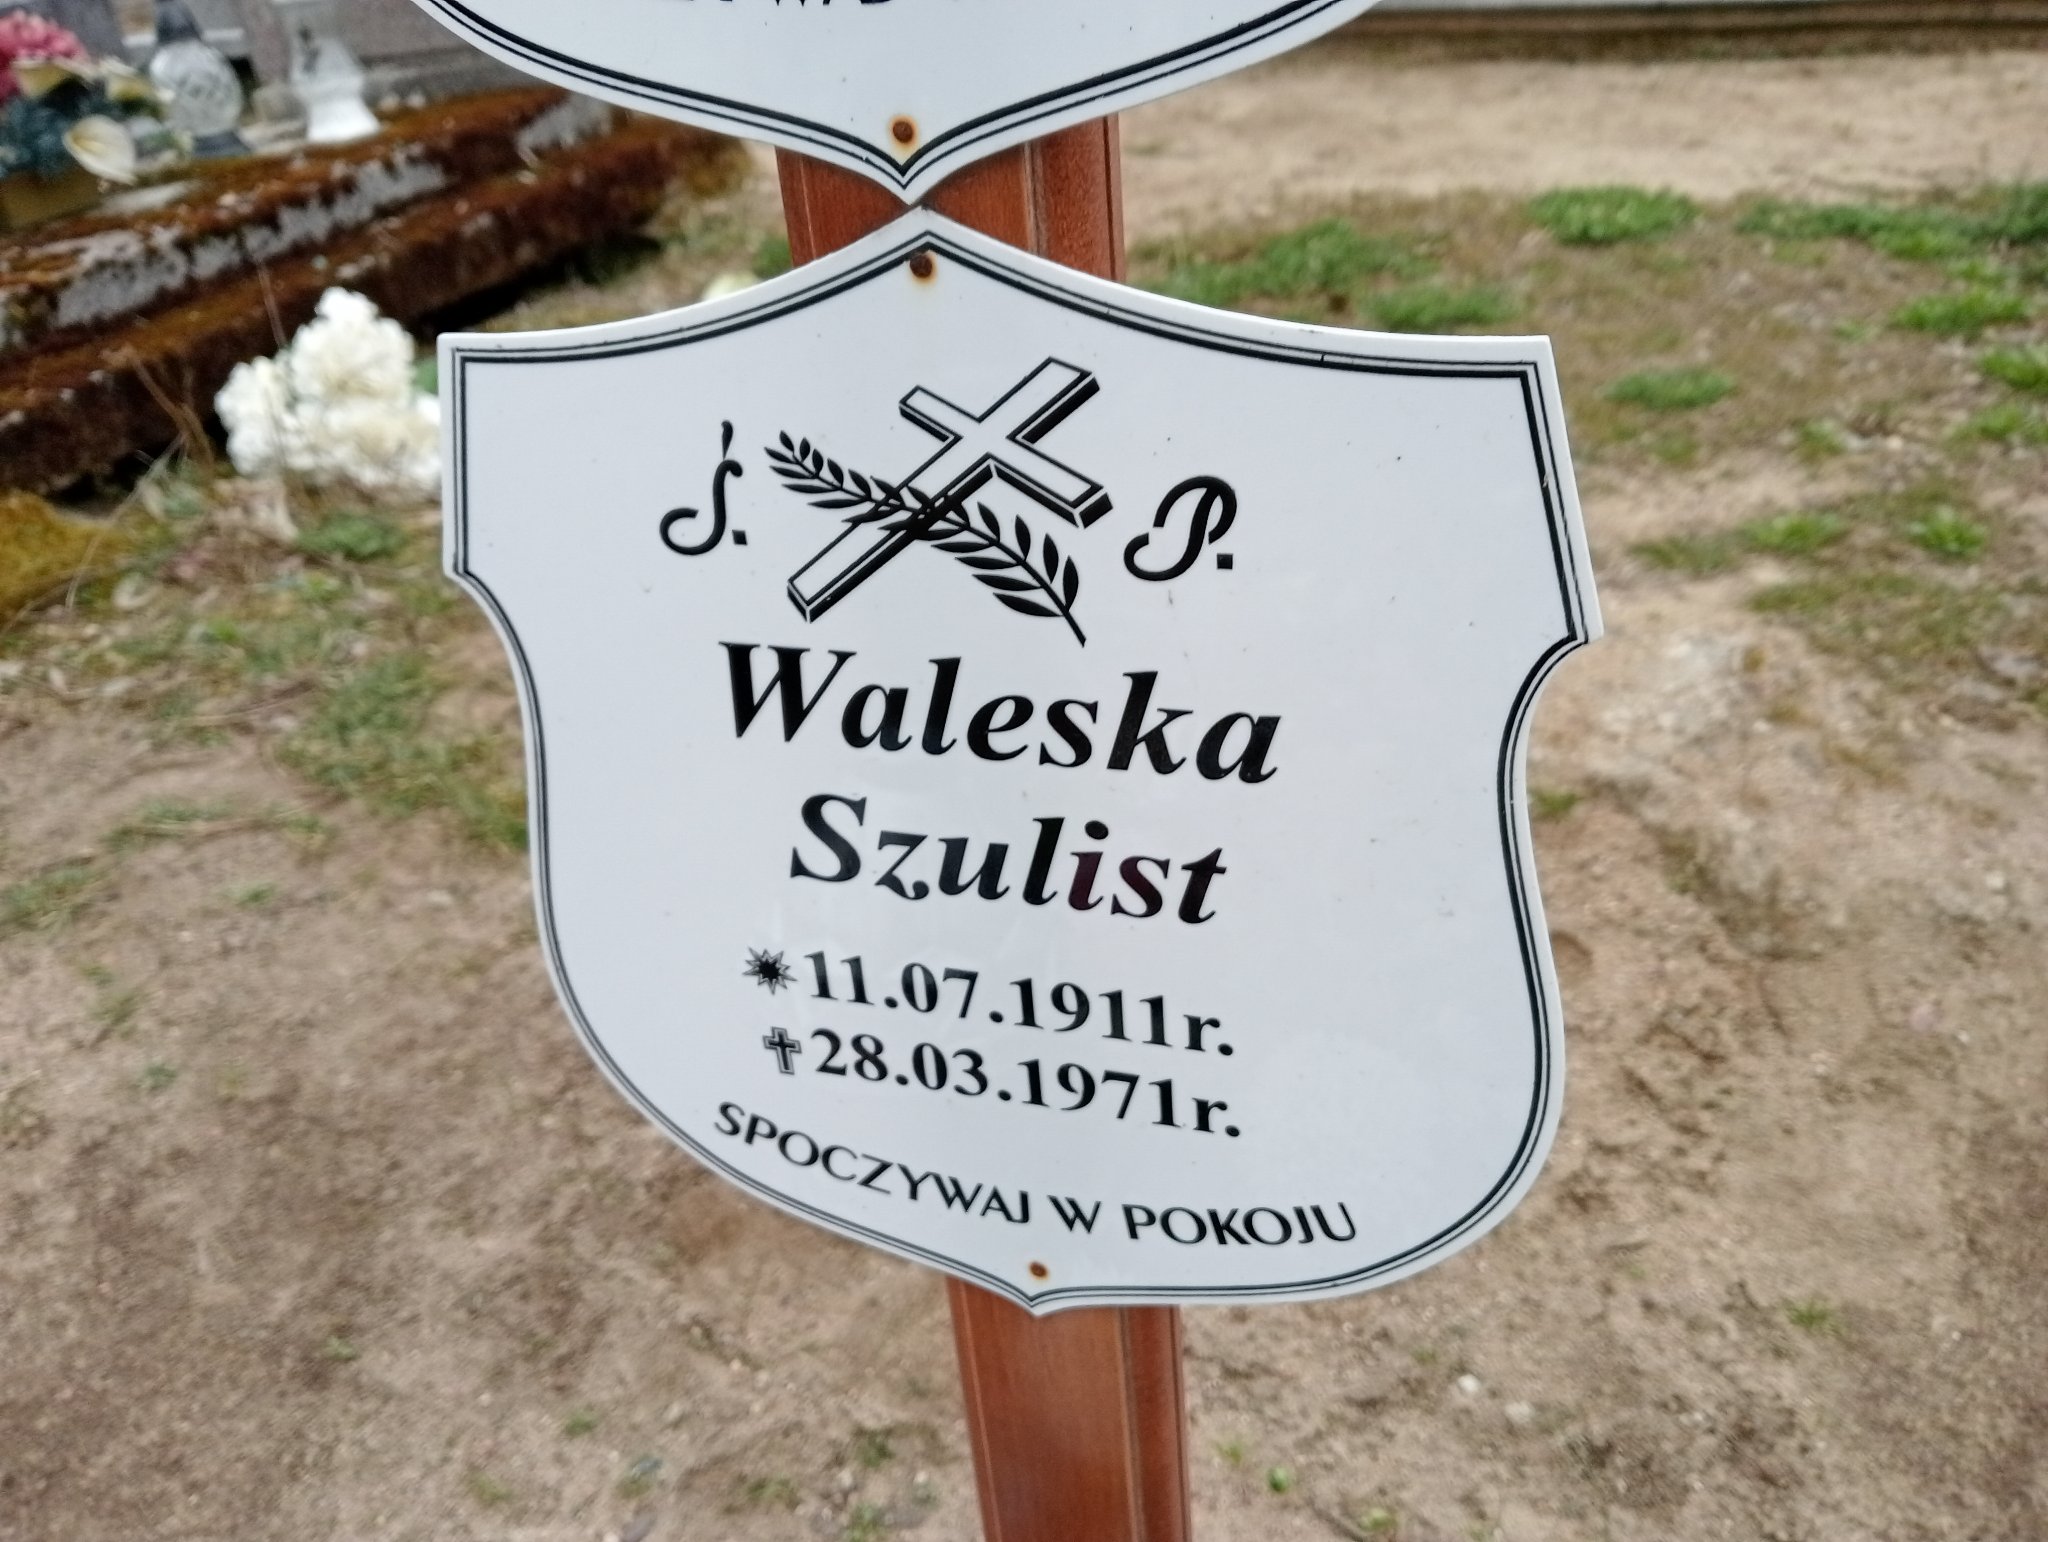 Ś. P.
Waleska
Szulist
11.07.1911r.
28.03.1971r.
SPOCZYWAJ W POKOJU